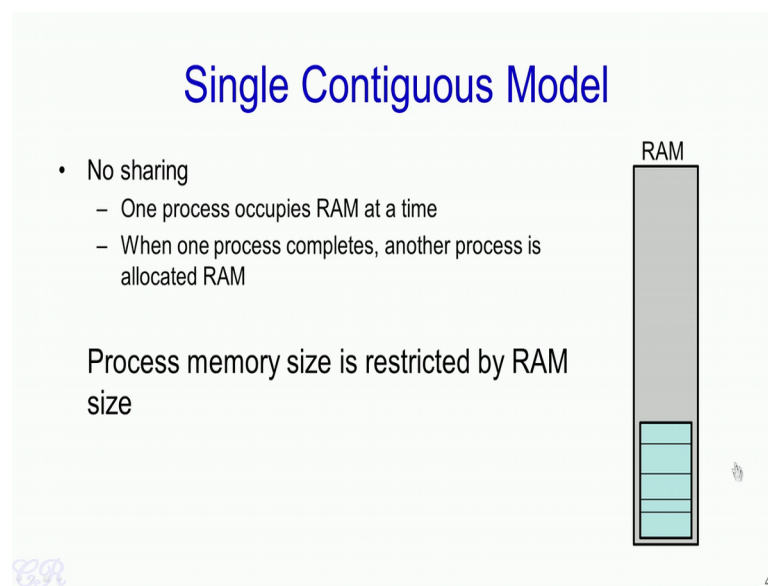 Single Contiguous Model
RAM
• No sharing
– One process occupies RAM at a time
– When one process completes, another process is
allocated RAM
Process memory size is restricted by RAM
size
CR